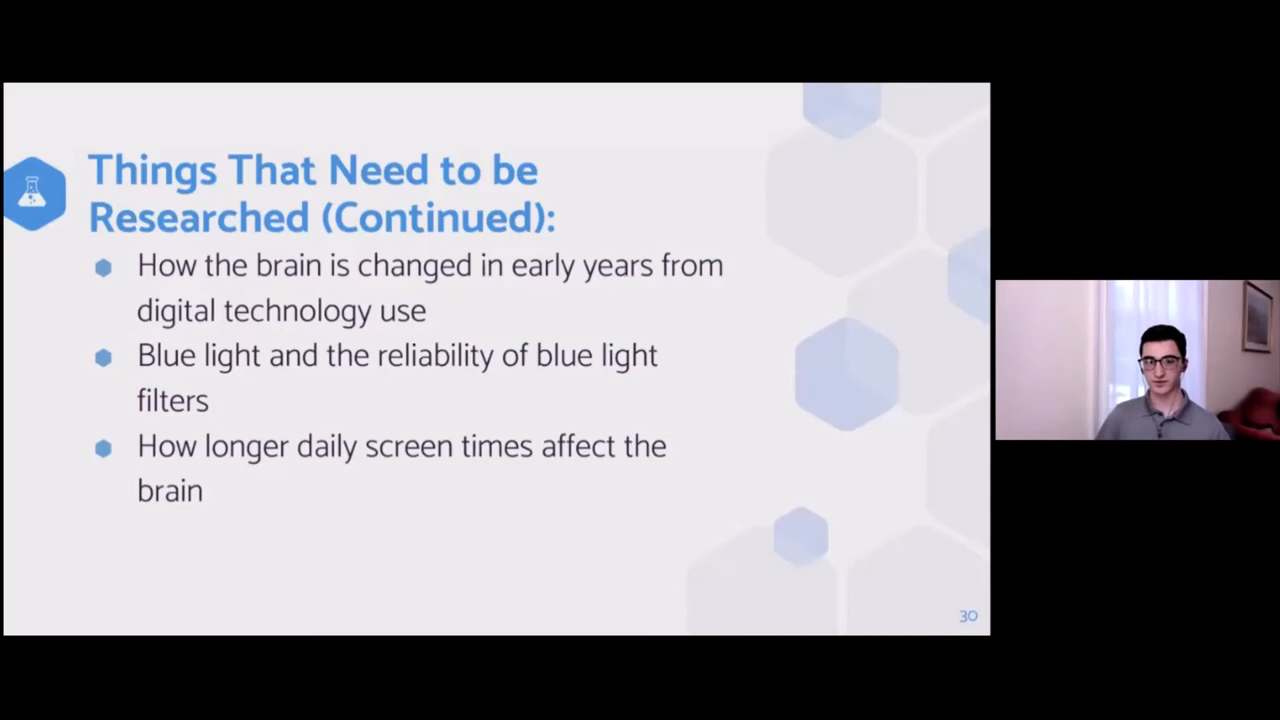 Things That Need to be
Researched (Continued):
How the brain is changed in early years from
digital technology use
Blue light and the reliability of blue light
filters
How longer daily screen times affect the
brain
30